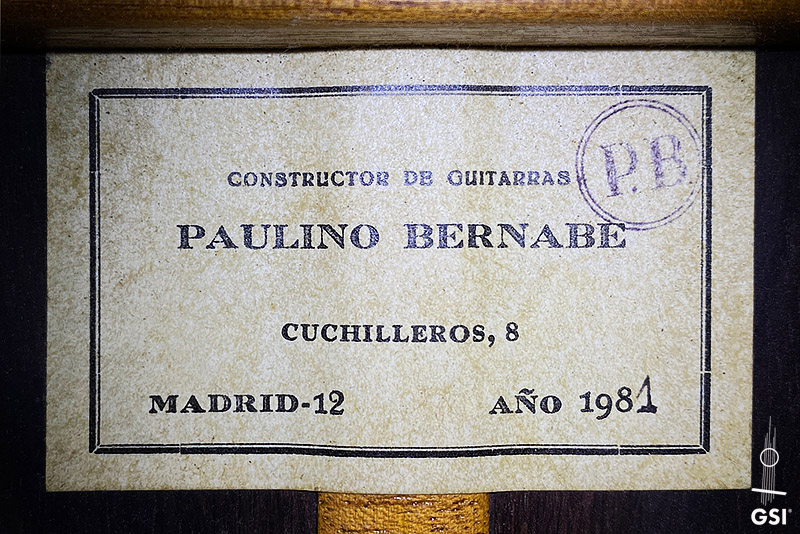 CONSTRUCTOR DE GUITARRAS
P.B
PAULINO BERNABE
CUCHILLEROS, 8
MADRID-12 AÑO 1981
GSI